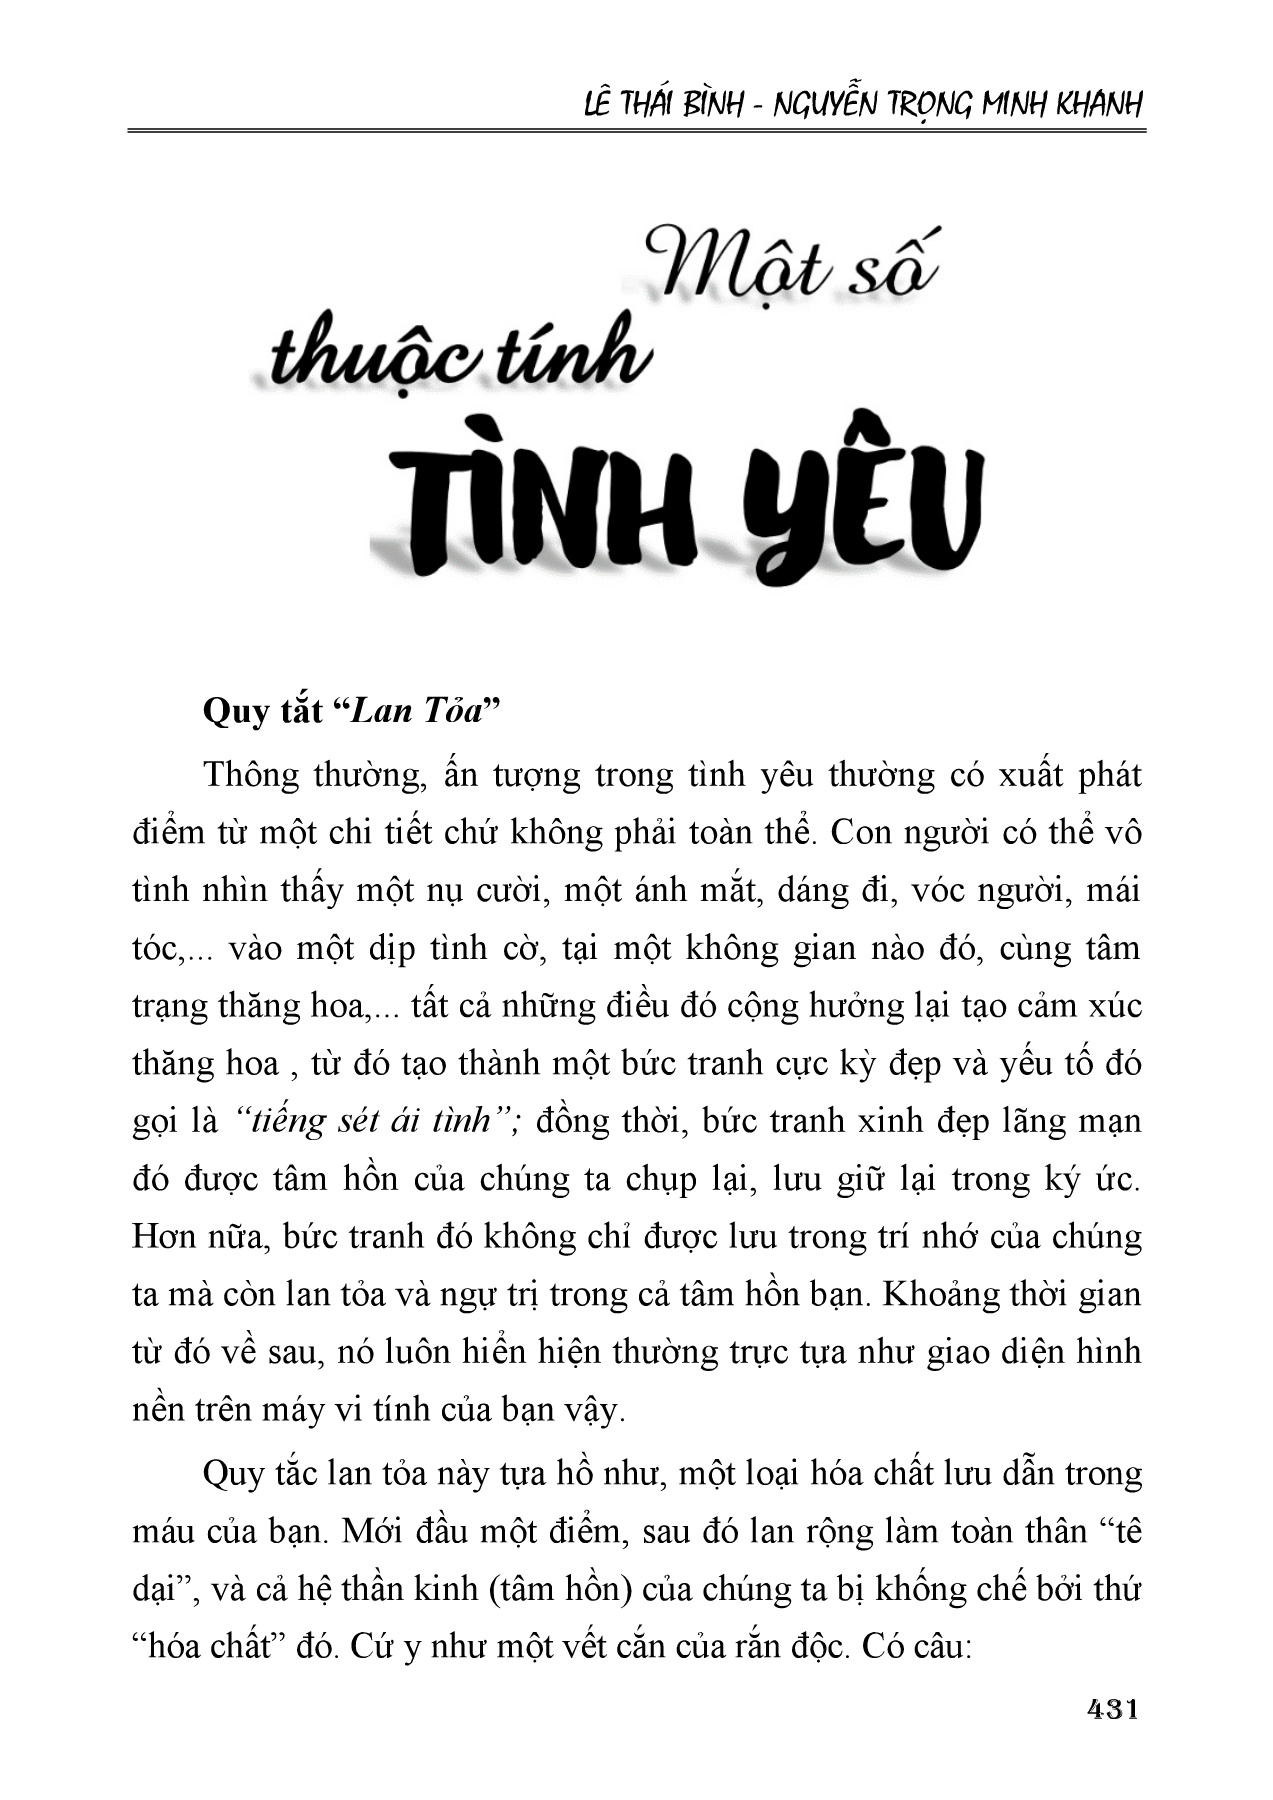 LÊ THÁI BÌNH - NGUYỄN TRỌNG MINH KHANH
Một số
thuộc tính
TÌNH YÊU
Quy tắt “Lan Tỏa”
Thông thường, ấn tượng trong tình yêu thường có xuất phát
điểm từ một chi tiết chứ không phải toàn thể. Con người có thể vô
tình nhìn thấy một nụ cười, một ánh mắt, dáng đi, vóc người, mái
tóc,... vào một dịp tình cờ, tại một không gian nào đó, cùng tâm
trạng thăng hoa,... tất cả những điều đó cộng hưởng lại tạo cảm xúc
thăng hoa , từ đó tạo thành một bức tranh cực kỳ đẹp và yếu tố đó
gọi là “tiếng sét ái tình”; đồng thời, bức tranh xinh đẹp lãng mạn
đó được tâm hồn của chúng ta chụp lại, lưu giữ lại trong ký ức.
Hơn nữa, bức tranh đó không chỉ được lưu trong trí nhớ của chúng
ta mà còn lan tỏa và ngự trị trong cả tâm hồn bạn. Khoảng thời gian
từ đó về sau, nó luôn hiển hiện thường trực tựa như giao diện hình
nền trên máy vi tính của bạn vậy.
Quy tắc lan tỏa này tựa hồ như, một loại hóa chất lưu dẫn trong
máu của bạn. Mới đầu một điểm, sau đó lan rộng làm toàn thân “tê
dại”, và cả hệ thần kinh (tâm hồn) của chúng ta bị khống chế bởi thứ
“hóa chất” đó. Cứ y như một vết cắn của rắn độc. Có câu:
431